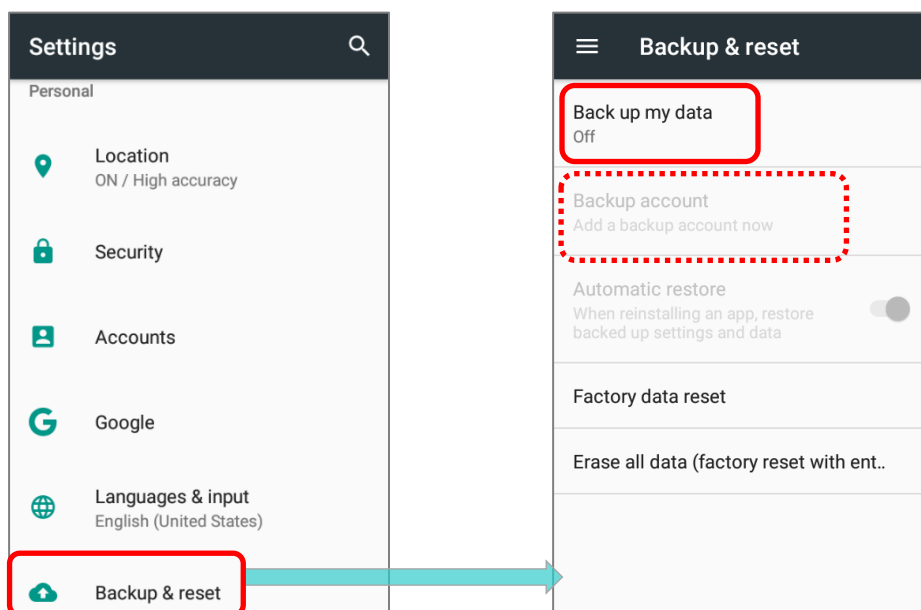 Settings
Personal
Location
ON / High accuracy
Security
Accounts
Google
Languages & input
English (United States)
Backup & reset
Backup & reset
Back up my data
Off
Backup account
Add a backup account now
Automatic restore
When reinstalling an app, restore
backed up settings and data
Factory data reset
Erase all data (factory reset with ent..